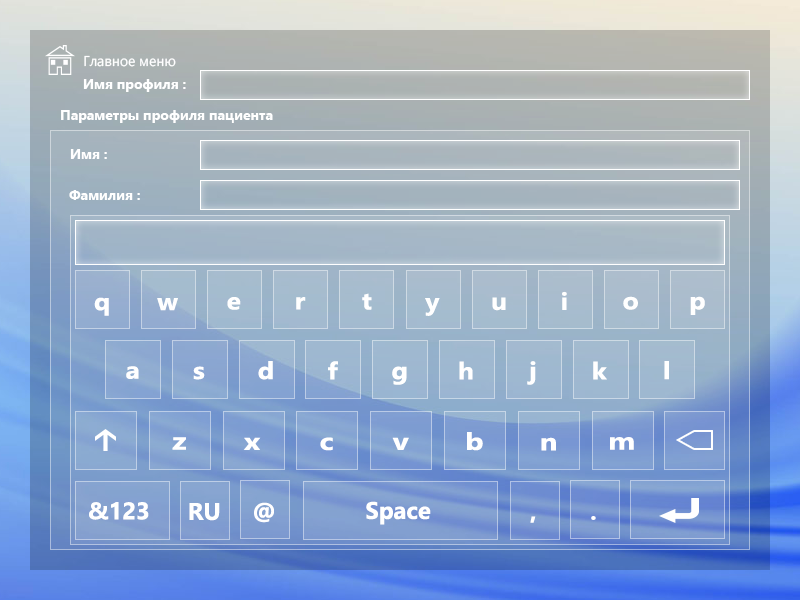 Главное меню
Имя профиля :
Параметры профиля пациента
Имя :
Фамилия :
q w e r t y u i o p
a s d f g h j k l
z x c v b n m
&123 RU @ Space , .